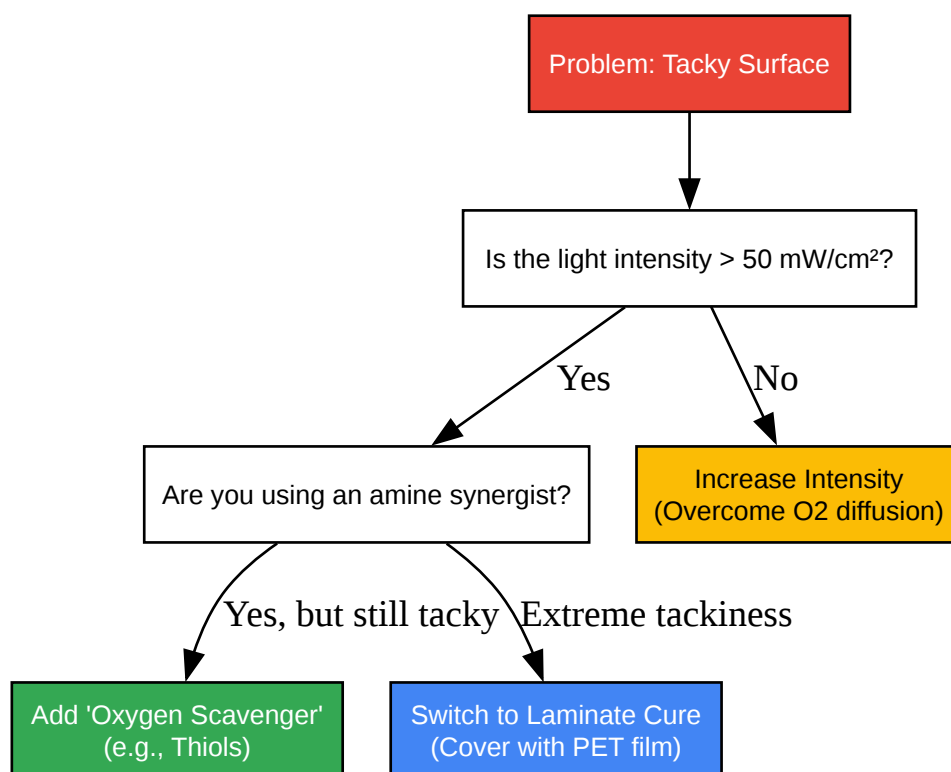 Problem: Tacky Surface
Is the light intensity > 50 mW/cm²?
Yes
No
Are you using an amine synergist?
Increase Intensity
(Overcome O2 diffusion)
Yes, but still tacky
Extreme tackiness
Add 'Oxygen Scavenger'
(e.g., Thiols)
Switch to Laminate Cure
(Cover with PET film)